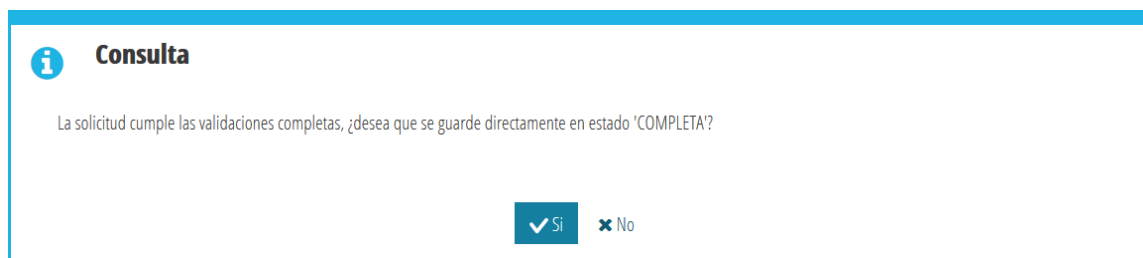 Consulta
La solicitud cumple las validaciones completas, ¿desea que se guarde directamente en estado 'COMPLETA'?
Si No